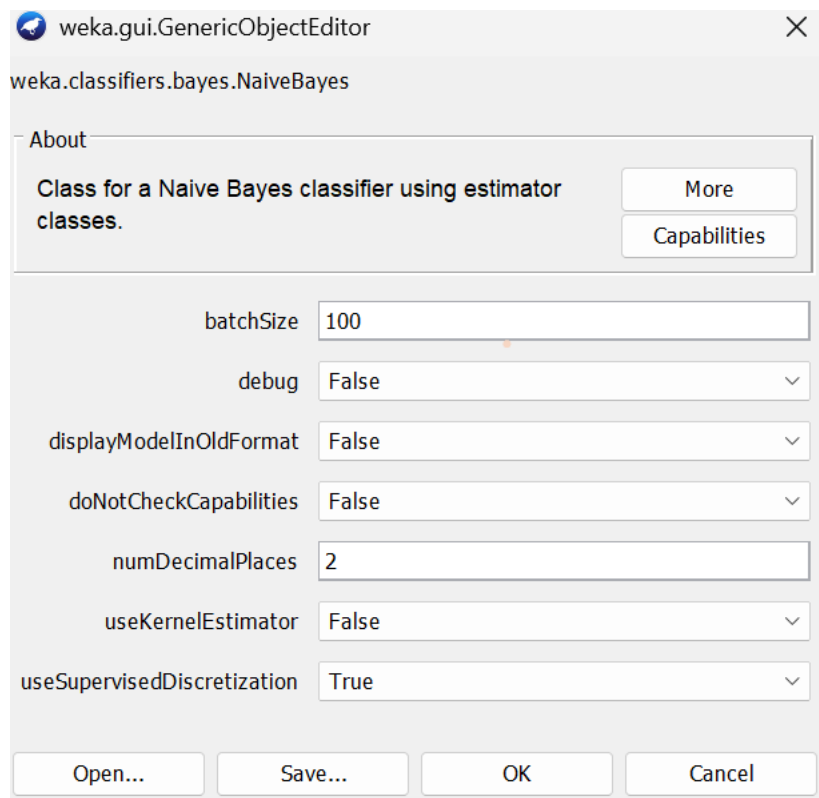 weka.gui.GenericObjectEditor
weka.classifiers.bayes.NaiveBayes
About
Class for a Naive Bayes classifier using estimator
classes.
More
Capabilities
batchSize 100
debug False
displayModelInOldFormat False
doNotCheckCapabilities False
numDecimalPlaces 2
useKernelEstimator False
useSupervisedDiscretization True
Open... Save... OK Cancel